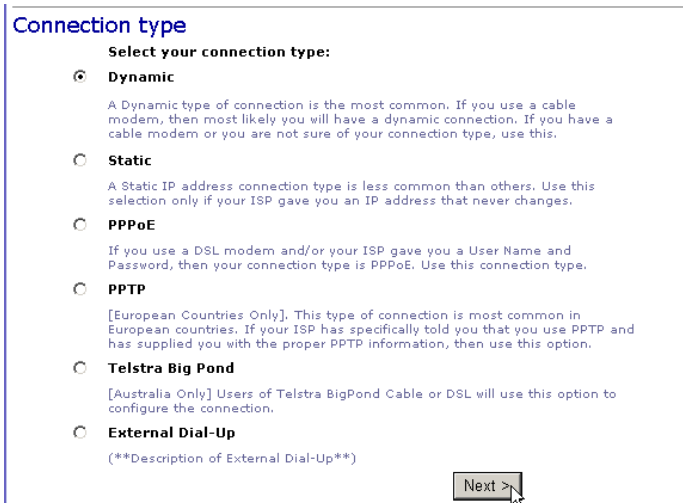 Connection type
Select your connection type:
Dynamic
A Dynamic type of connection is the most common. If you use a cable
modem, then most likely you will have a dynamic connection. If you have a
cable modem or you are not sure of your connection type, use this.
Static
A Static IP address connection type is less common than others. Use this
selection only if your ISP gave you an IP address that never changes.
PPPoE
If you use a DSL modem and/or your ISP gave you a User Name and
Password, then your connection type is PPPoE. Use this connection type.
PPTP
[European Countries Only]. This type of connection is most common in
European countries. If your ISP has specifically told you that you use PPTP and
has supplied you with the proper PPTP information, then use this option.
Telstra Big Pond
[Australia Only] Users of Telstra BigPond Cable or DSL will use this option to
configure the connection.
External Dial-Up
(**Description of External Dial-Up**)
Next >